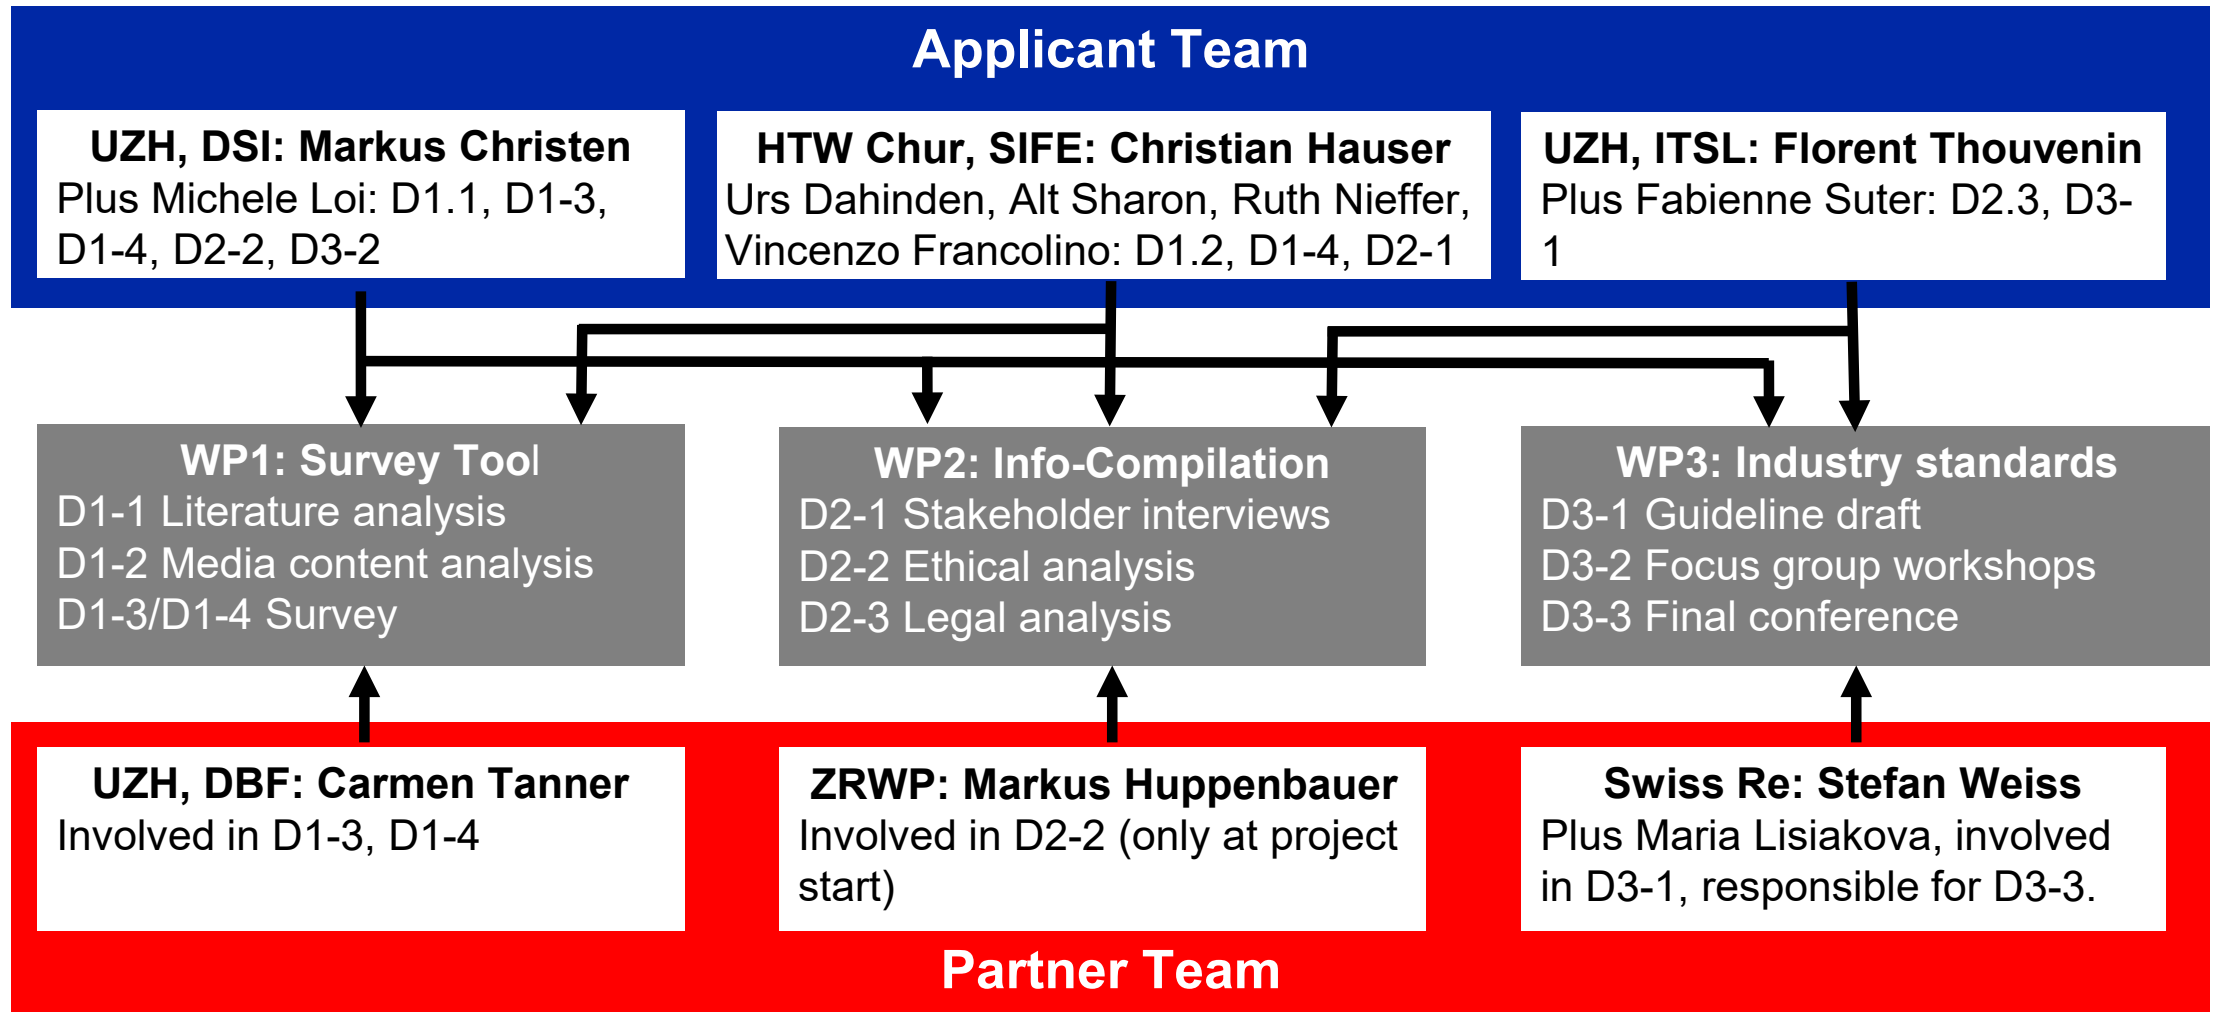 Applicant Team
UZH, DSI: Markus Christen
Plus Michele Loi: D1.1, D1-3,
D1-4, D2-2, D3-2
HTW Chur, SIFE: Christian Hauser
Urs Dahinden, Alt Sharon, Ruth Nieffer,
Vincenzo Francolino: D1.2, D1-4, D2-1
UZH, ITSL: Florent Thouvenin
Plus Fabienne Suter: D2.3, D3-
1
WP1: Survey Tool
D1-1 Literature analysis
D1-2 Media content analysis
D1-3/D1-4 Survey
WP2: Info-Compilation
D2-1 Stakeholder interviews
D2-2 Ethical analysis
D2-3 Legal analysis
WP3: Industry standards
D3-1 Guideline draft
D3-2 Focus group workshops
D3-3 Final conference
UZH, DBF: Carmen Tanner
Involved in D1-3, D1-4
ZRWP: Markus Huppenbauer
Involved in D2-2 (only at project
start)
Swiss Re: Stefan Weiss
Plus Maria Lisiakova, involved
in D3-1, responsible for D3-3.
Partner Team